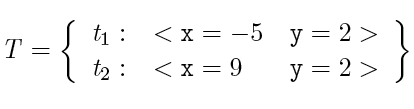 T = { t₁ : < x = −5 y = 2 >
t₂ : < x = 9 y = 2 > }